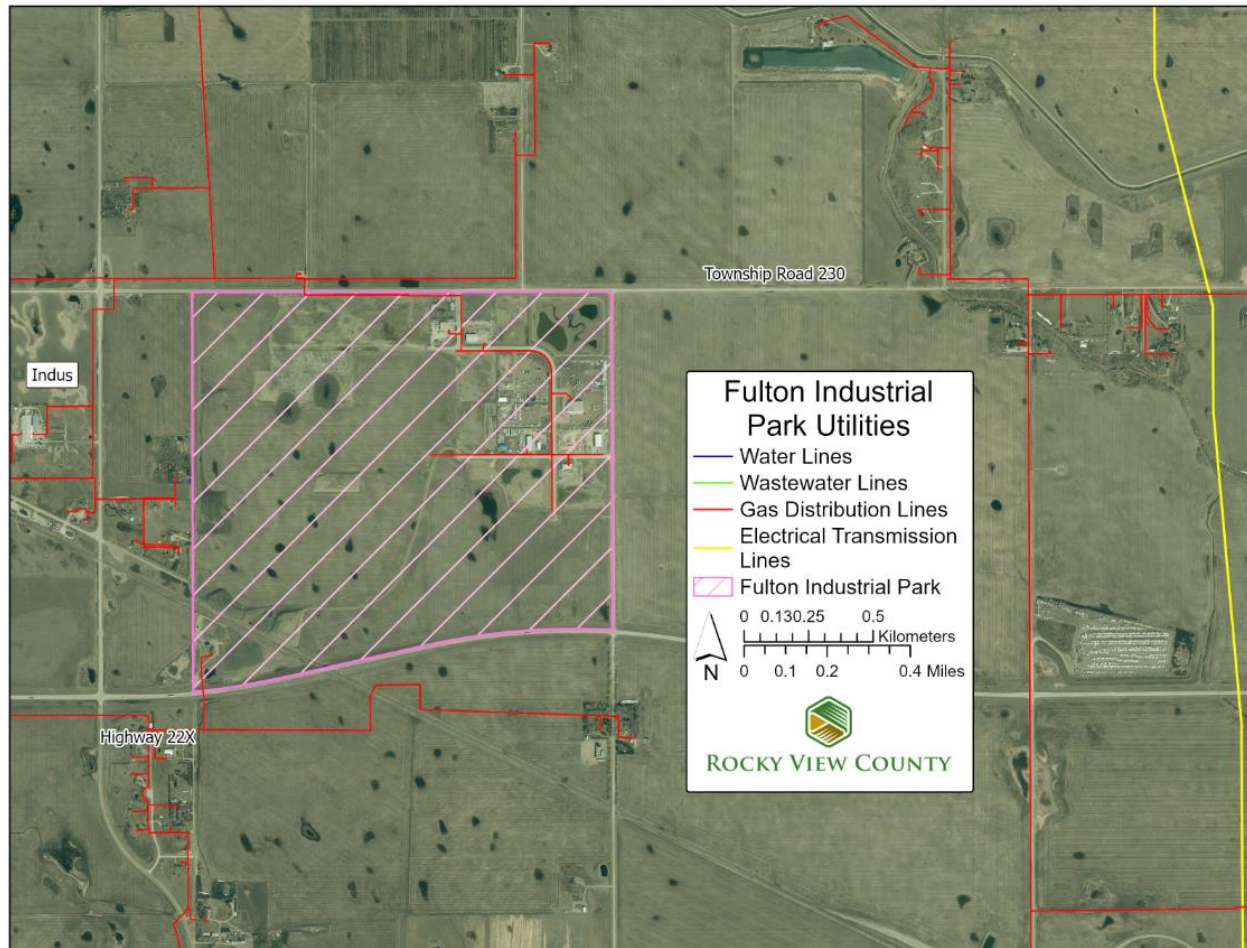 Township Road 230
Indus
Fulton Industrial
Park Utilities
Water Lines
Wastewater Lines
Gas Distribution Lines
Electrical Transmission
Lines
Fulton Industrial Park
0 0.130.25 0.5
Kilometers
N
0 0.1 0.2 0.4 Miles
ROCKY VIEW COUNTY
Highway 22X